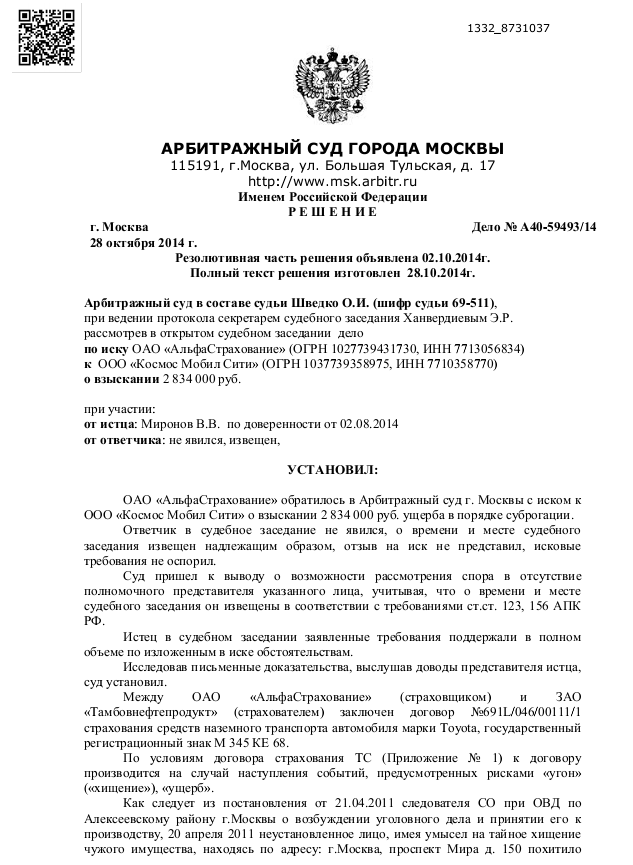 1332_8731037
АРБИТРАЖНЫЙ СУД ГОРОДА МОСКВЫ
115191, г.Москва, ул. Большая Тульская, д. 17
http://www.msk.arbitr.ru
Именем Российской Федерации
Р Е Ш Е Н И Е
г. Москва Дело № А40-59493/14
28 октября 2014 г.
Резолютивная часть решения объявлена 02.10.2014г.
Полный текст решения изготовлен 28.10.2014г.
Арбитражный суд в составе судьи Шведко О.И. (шифр судьи 69-511),
при ведении протокола секретарем судебного заседания Ханвердиевым Э.Р.
рассмотрев в открытом судебном заседании дело
по иску ОАО «АльфаСтрахование» (ОГРН 1027739431730, ИНН 7713056834)
к ООО «Космос Мобил Сити» (ОГРН 1037739358975, ИНН 7710358770)
о взыскании 2 834 000 руб.
при участии:
от истца: Миронов В.В. по доверенности от 02.08.2014
от ответчика: не явился, извещен,
УСТАНОВИЛ:
ОАО «АльфаСтрахование» обратилось в Арбитражный суд г. Москвы с иском к
ООО «Космос Мобил Сити» о взыскании 2 834 000 руб. ущерба в порядке суброгации.
Ответчик в судебное заседание не явился, о времени и месте судебного
заседания извещен надлежащим образом, отзыв на иск не представил, исковые
требования не оспорил.
Суд пришел к выводу о возможности рассмотрения спора в отсутствие
полномочного представителя указанного лица, учитывая, что о времени и месте
судебного заседания он извещены в соответствии с требованиями ст.ст. 123, 156 АПК
РФ.
Истец в судебном заседании заявленные требования поддержали в полном
объеме по изложенным в иске обстоятельствам.
Исследовав письменные доказательства, выслушав доводы представителя истца,
суд установил.
Между ОАО «АльфаСтрахование» (страховщиком) и ЗАО
«Тамбовнефтепродукт» (страхователем) заключен договор №691L/046/00111/1
страхования средств наземного транспорта автомобиля марки Toyota, государственный
регистрационный знак М 345 КЕ 68.
По условиям договора страхования ТС (Приложение № 1) к договору
производится на случай наступления событий, предусмотренных рисками «угон»
(«хищение»), «ущерб».
Как следует из постановления от 21.04.2011 следователя СО при ОВД по
Алексеевскому району г.Москвы о возбуждении уголовного дела и принятии его к
производству, 20 апреля 2011 неустановленное лицо, имея умысел на тайное хищение
чужого имущества, находясь по адресу: г.Москва, проспект Мира д. 150 похитило